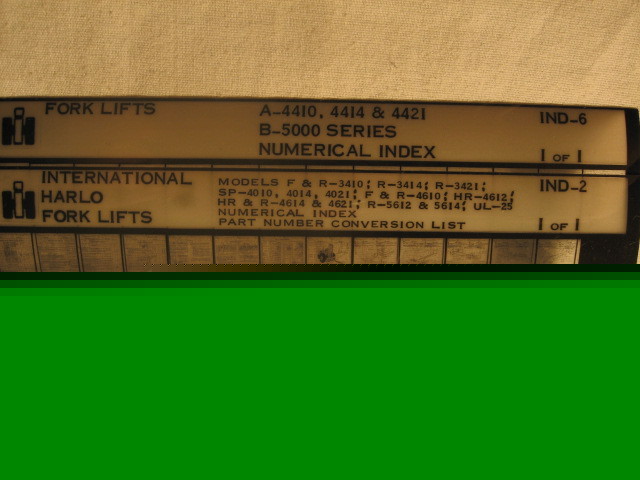 FORK LIFTS
A-4410, 4414 & 4421
B-5000 SERIES
NUMERICAL INDEX
IND-6
1 OF 1
INTERNATIONAL
HARLO
FORK LIFTS
MODELS F & R-3410; R-3414; R-3421;
SP-4010, 4014, 4021; F & R-4610; HR-4612;
HR & R-4614 & 4621; R-5612 & 5614; UL-25
NUMERICAL INDEX
PART NUMBER CONVERSION LIST
IND-2
1 OF 1